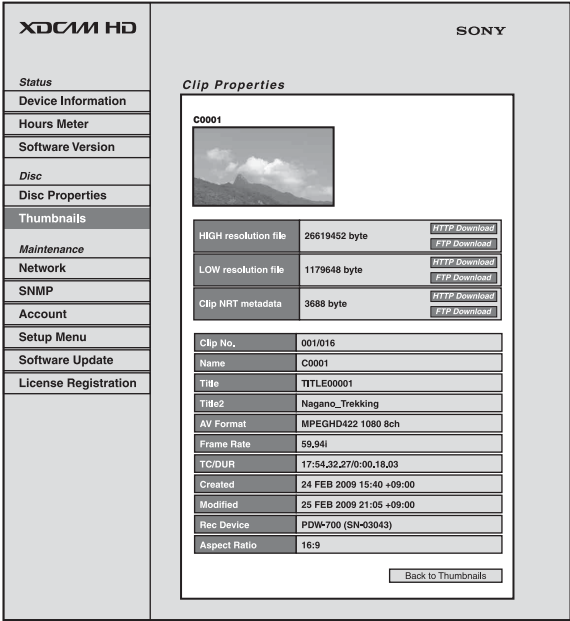 XDCAM HD
SONY
Status
Device Information
Hours Meter
Software Version
Disc
Disc Properties
Thumbnails
Maintenance
Network
SNMP
Account
Setup Menu
Software Update
License Registration
Clip Properties
C0001
HIGH resolution file 26619452 byte HTTP Download
FTP Download
LOW resolution file 1179648 byte HTTP Download
FTP Download
Clip NRT metadata 3688 byte HTTP Download
FTP Download
Clip No. 001/016
Name C0001
Title TITLE00001
Title2 Nagano_Trekking
AV Format MPEGHD422 1080 8ch
Frame Rate 59.94i
TC/DUR 17:54.32.27/0:00.18.03
Created 24 FEB 2009 15:40 +09:00
Modified 25 FEB 2009 21:05 +09:00
Rec Device PDW-700 (SN-03043)
Aspect Ratio 16:9
Back to Thumbnails